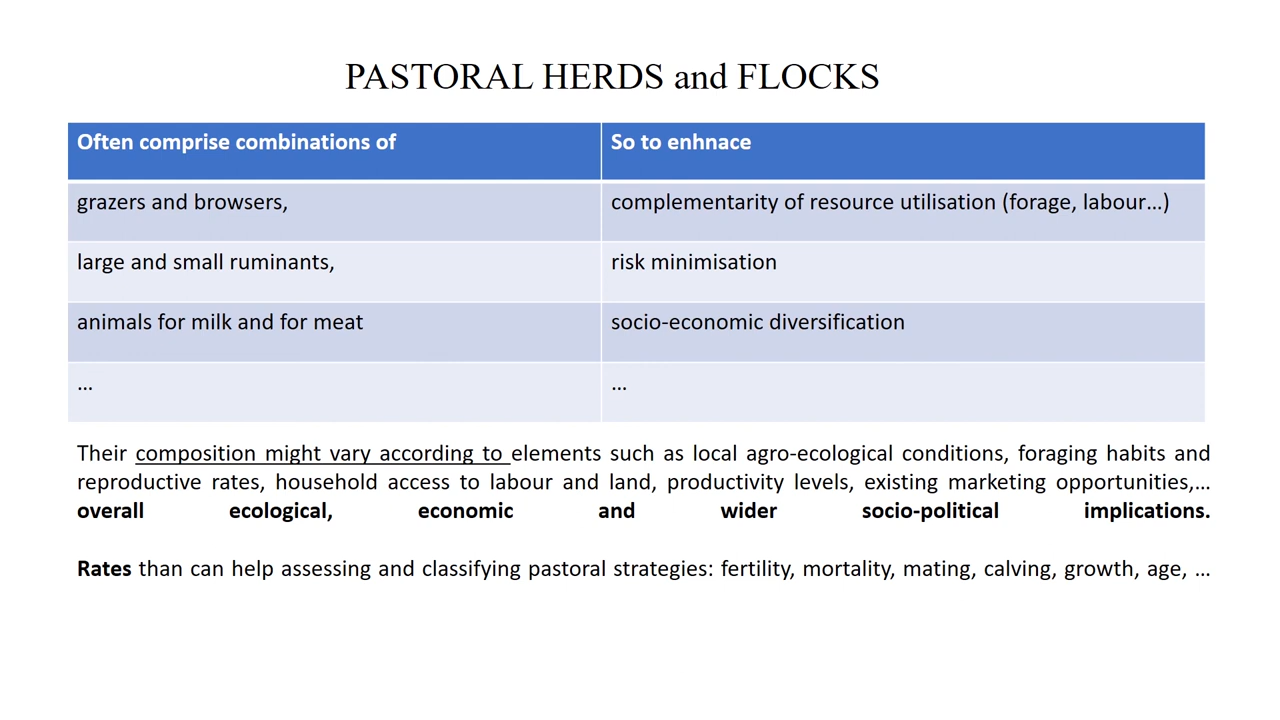 PASTORAL HERDS and FLOCKS
Often comprise combinations of
So to enhnace
grazers and browsers,
complementarity of resource utilisation (forage, labour…)
large and small ruminants,
risk minimisation
animals for milk and for meat
socio-economic diversification
…
…
Their composition might vary according to elements such as local agro-ecological conditions, foraging habits and
reproductive rates, household access to labour and land, productivity levels, existing marketing opportunities,…
overall ecological, economic and wider socio-political implications.
Rates than can help assessing and classifying pastoral strategies: fertility, mortality, mating, calving, growth, age, …